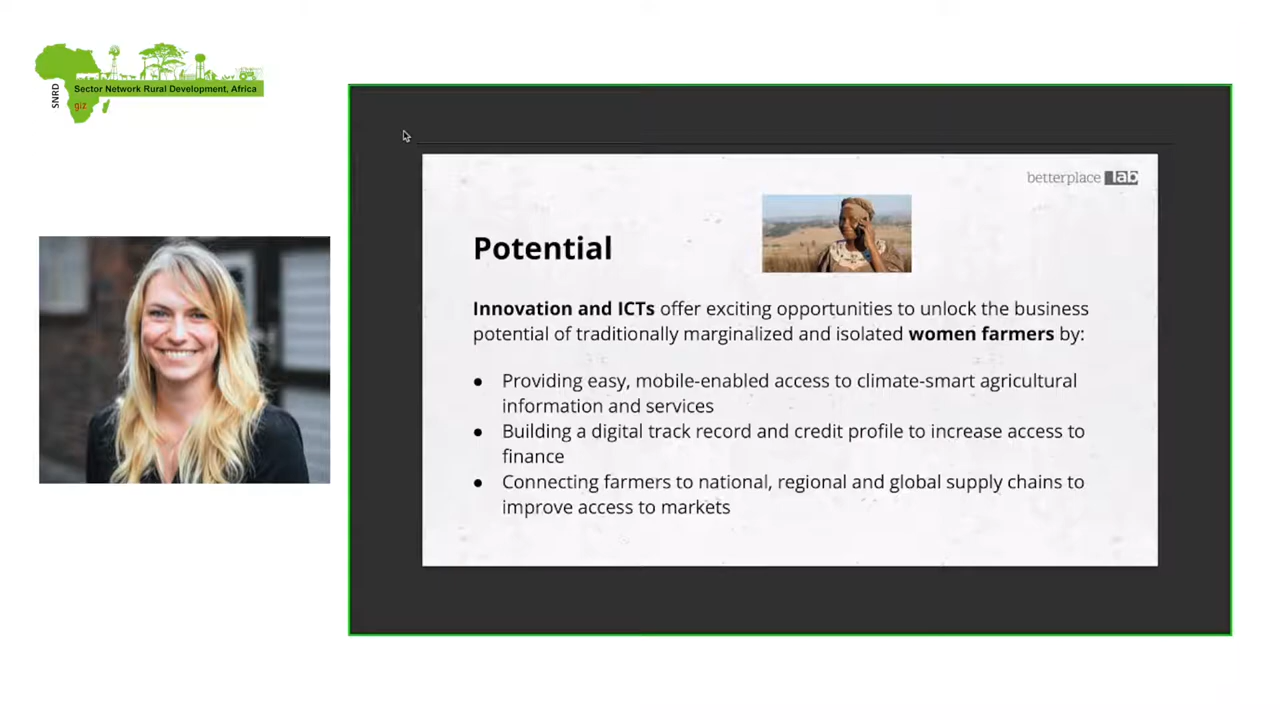 SNRD
Sector Network Rural Development, Africa
giz
betterplace lab
Potential
Innovation and ICTs offer exciting opportunities to unlock the business
potential of traditionally marginalized and isolated women farmers by:
● Providing easy, mobile-enabled access to climate-smart agricultural
information and services
● Building a digital track record and credit profile to increase access to
finance
● Connecting farmers to national, regional and global supply chains to
improve access to markets